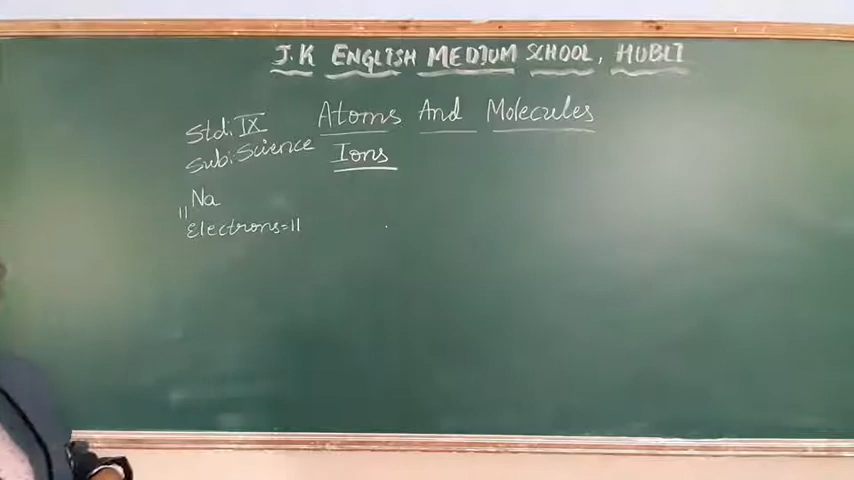 J.K ENGLISH MEDIUM SCHOOL, HUBLI
Std: IX Atoms And Molecules
Sub: Science Ions
11Na
Electrons=11